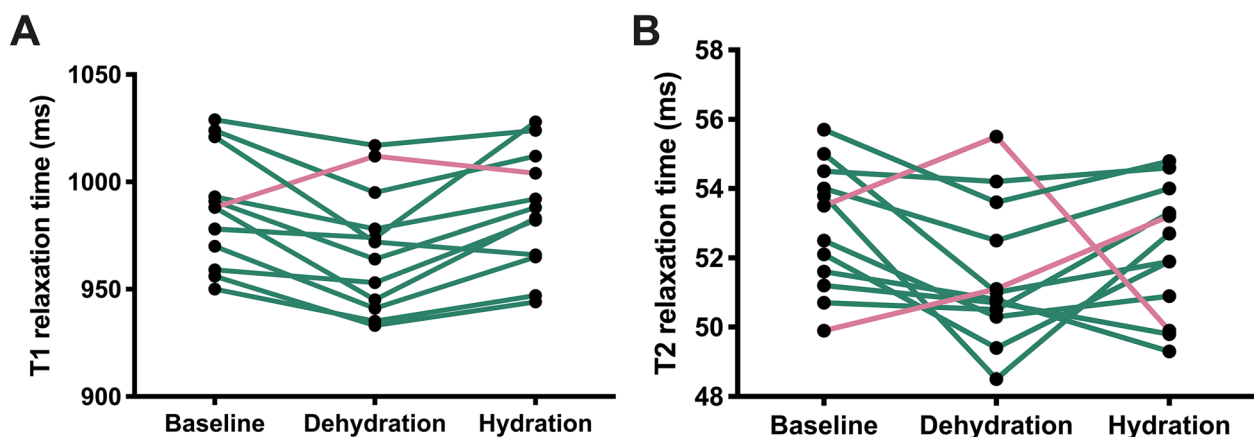 A
T1 relaxation time (ms)
1050
1000
950
900
Baseline Dehydration Hydration
B
T2 relaxation time (ms)
58
56
54
52
50
48
Baseline Dehydration Hydration